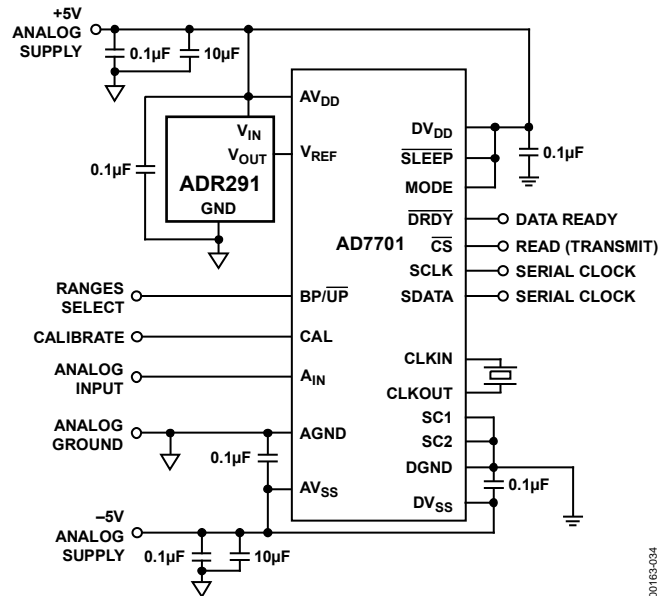 +5V
ANALOG
SUPPLY
0.1µF
10µF
0.1µF
VIN
VOUT
ADR291
GND
AVDD
VREF
AD7701
DVDD
SLEEP
MODE
0.1µF
DRDY
DATA READY
CS
READ (TRANSMIT)
SCLK
SERIAL CLOCK
SDATA
SERIAL CLOCK
RANGES
SELECT
BP/UP
CALIBRATE
CAL
ANALOG
INPUT
AIN
CLKIN
CLKOUT
ANALOG
GROUND
AGND
SC1
SC2
DGND
0.1µF
0.1µF
AVSS
DVSS
–5V
ANALOG
SUPPLY
0.1µF
10µF
00163-034